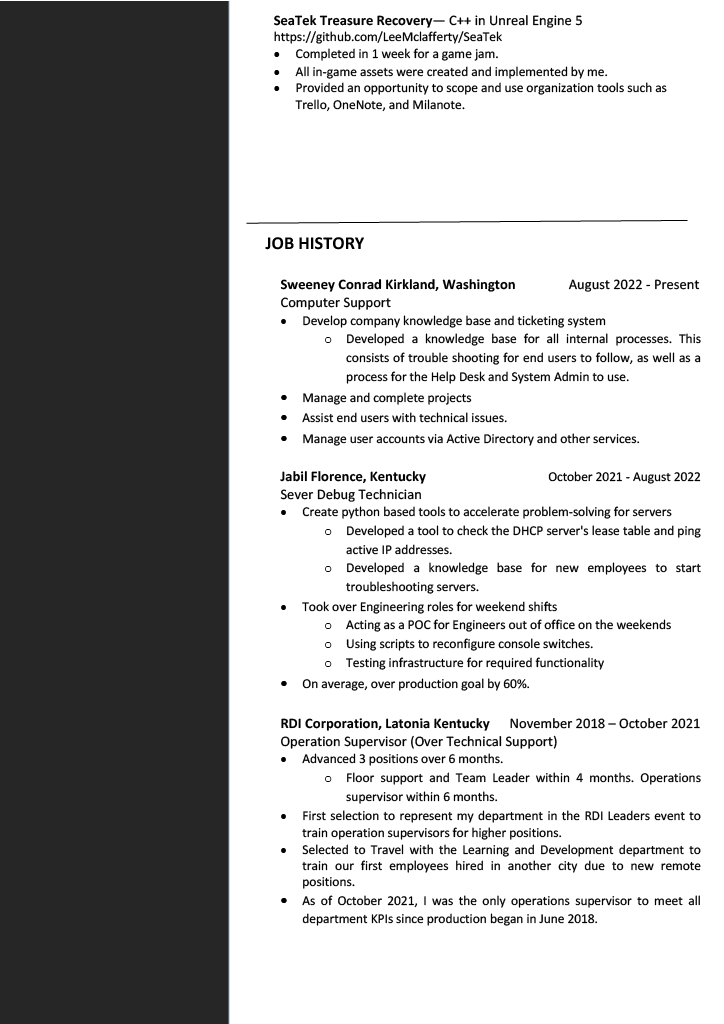 SeaTek Treasure Recovery— C++ in Unreal Engine 5
https://github.com/LeeMclafferty/SeaTek
• Completed in 1 week for a game jam.
• All in-game assets were created and implemented by me.
• Provided an opportunity to scope and use organization tools such as
Trello, OneNote, and Milanote.
JOB HISTORY
Sweeney Conrad Kirkland, Washington August 2022 - Present
Computer Support
• Develop company knowledge base and ticketing system
o Developed a knowledge base for all internal processes. This
consists of trouble shooting for end users to follow, as well as a
process for the Help Desk and System Admin to use.
• Manage and complete projects
• Assist end users with technical issues.
• Manage user accounts via Active Directory and other services.
Jabil Florence, Kentucky October 2021 - August 2022
Sever Debug Technician
• Create python based tools to accelerate problem-solving for servers
o Developed a tool to check the DHCP server's lease table and ping
active IP addresses.
o Developed a knowledge base for new employees to start
troubleshooting servers.
• Took over Engineering roles for weekend shifts
o Acting as a POC for Engineers out of office on the weekends
o Using scripts to reconfigure console switches.
o Testing infrastructure for required functionality
• On average, over production goal by 60%.
RDI Corporation, Latonia Kentucky November 2018 – October 2021
Operation Supervisor (Over Technical Support)
• Advanced 3 positions over 6 months.
o Floor support and Team Leader within 4 months. Operations
supervisor within 6 months.
• First selection to represent my department in the RDI Leaders event to
train operation supervisors for higher positions.
• Selected to Travel with the Learning and Development department to
train our first employees hired in another city due to new remote
positions.
• As of October 2021, I was the only operations supervisor to meet all
department KPIs since production began in June 2018.